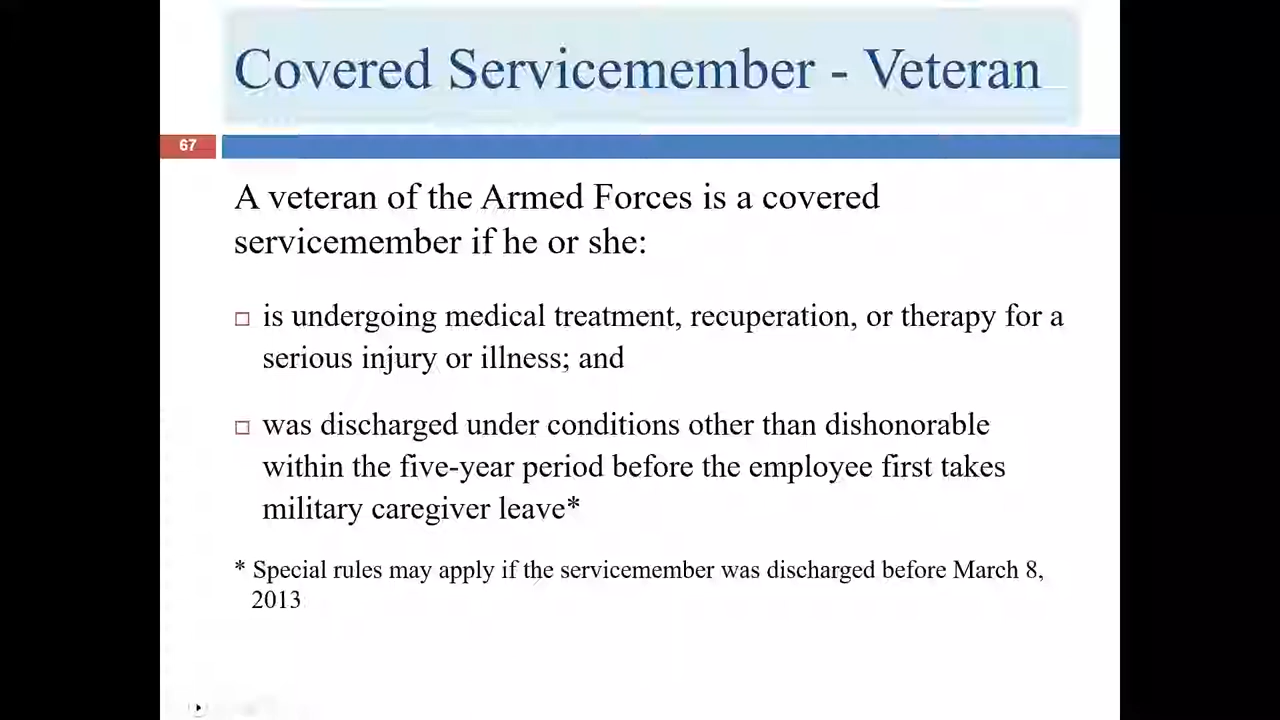 Covered Servicemember - Veteran
67
A veteran of the Armed Forces is a covered
servicemember if he or she:
is undergoing medical treatment, recuperation, or therapy for a
serious injury or illness; and
was discharged under conditions other than dishonorable
within the five-year period before the employee first takes
military caregiver leave*
* Special rules may apply if the servicemember was discharged before March 8,
2013